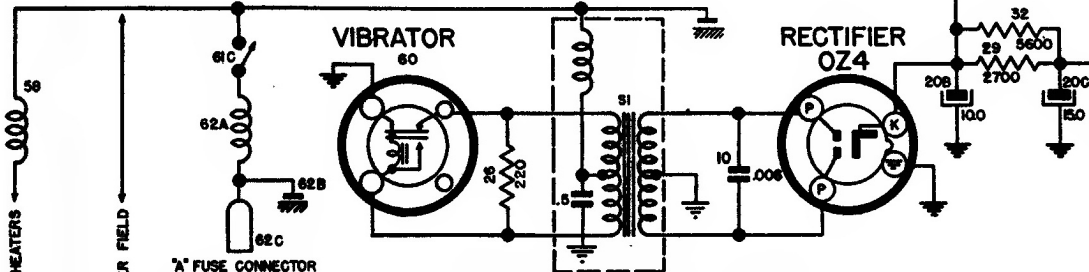 32
5600
29
2700
20B
10.0
20C
15.0
VIBRATOR
60
RECTIFIER
OZ4
61C
58
62A
S1
P
K
26
220
10
.006
.5
P
62B
62C
HEATERS
R FIELD
"A" FUSE CONNECTOR